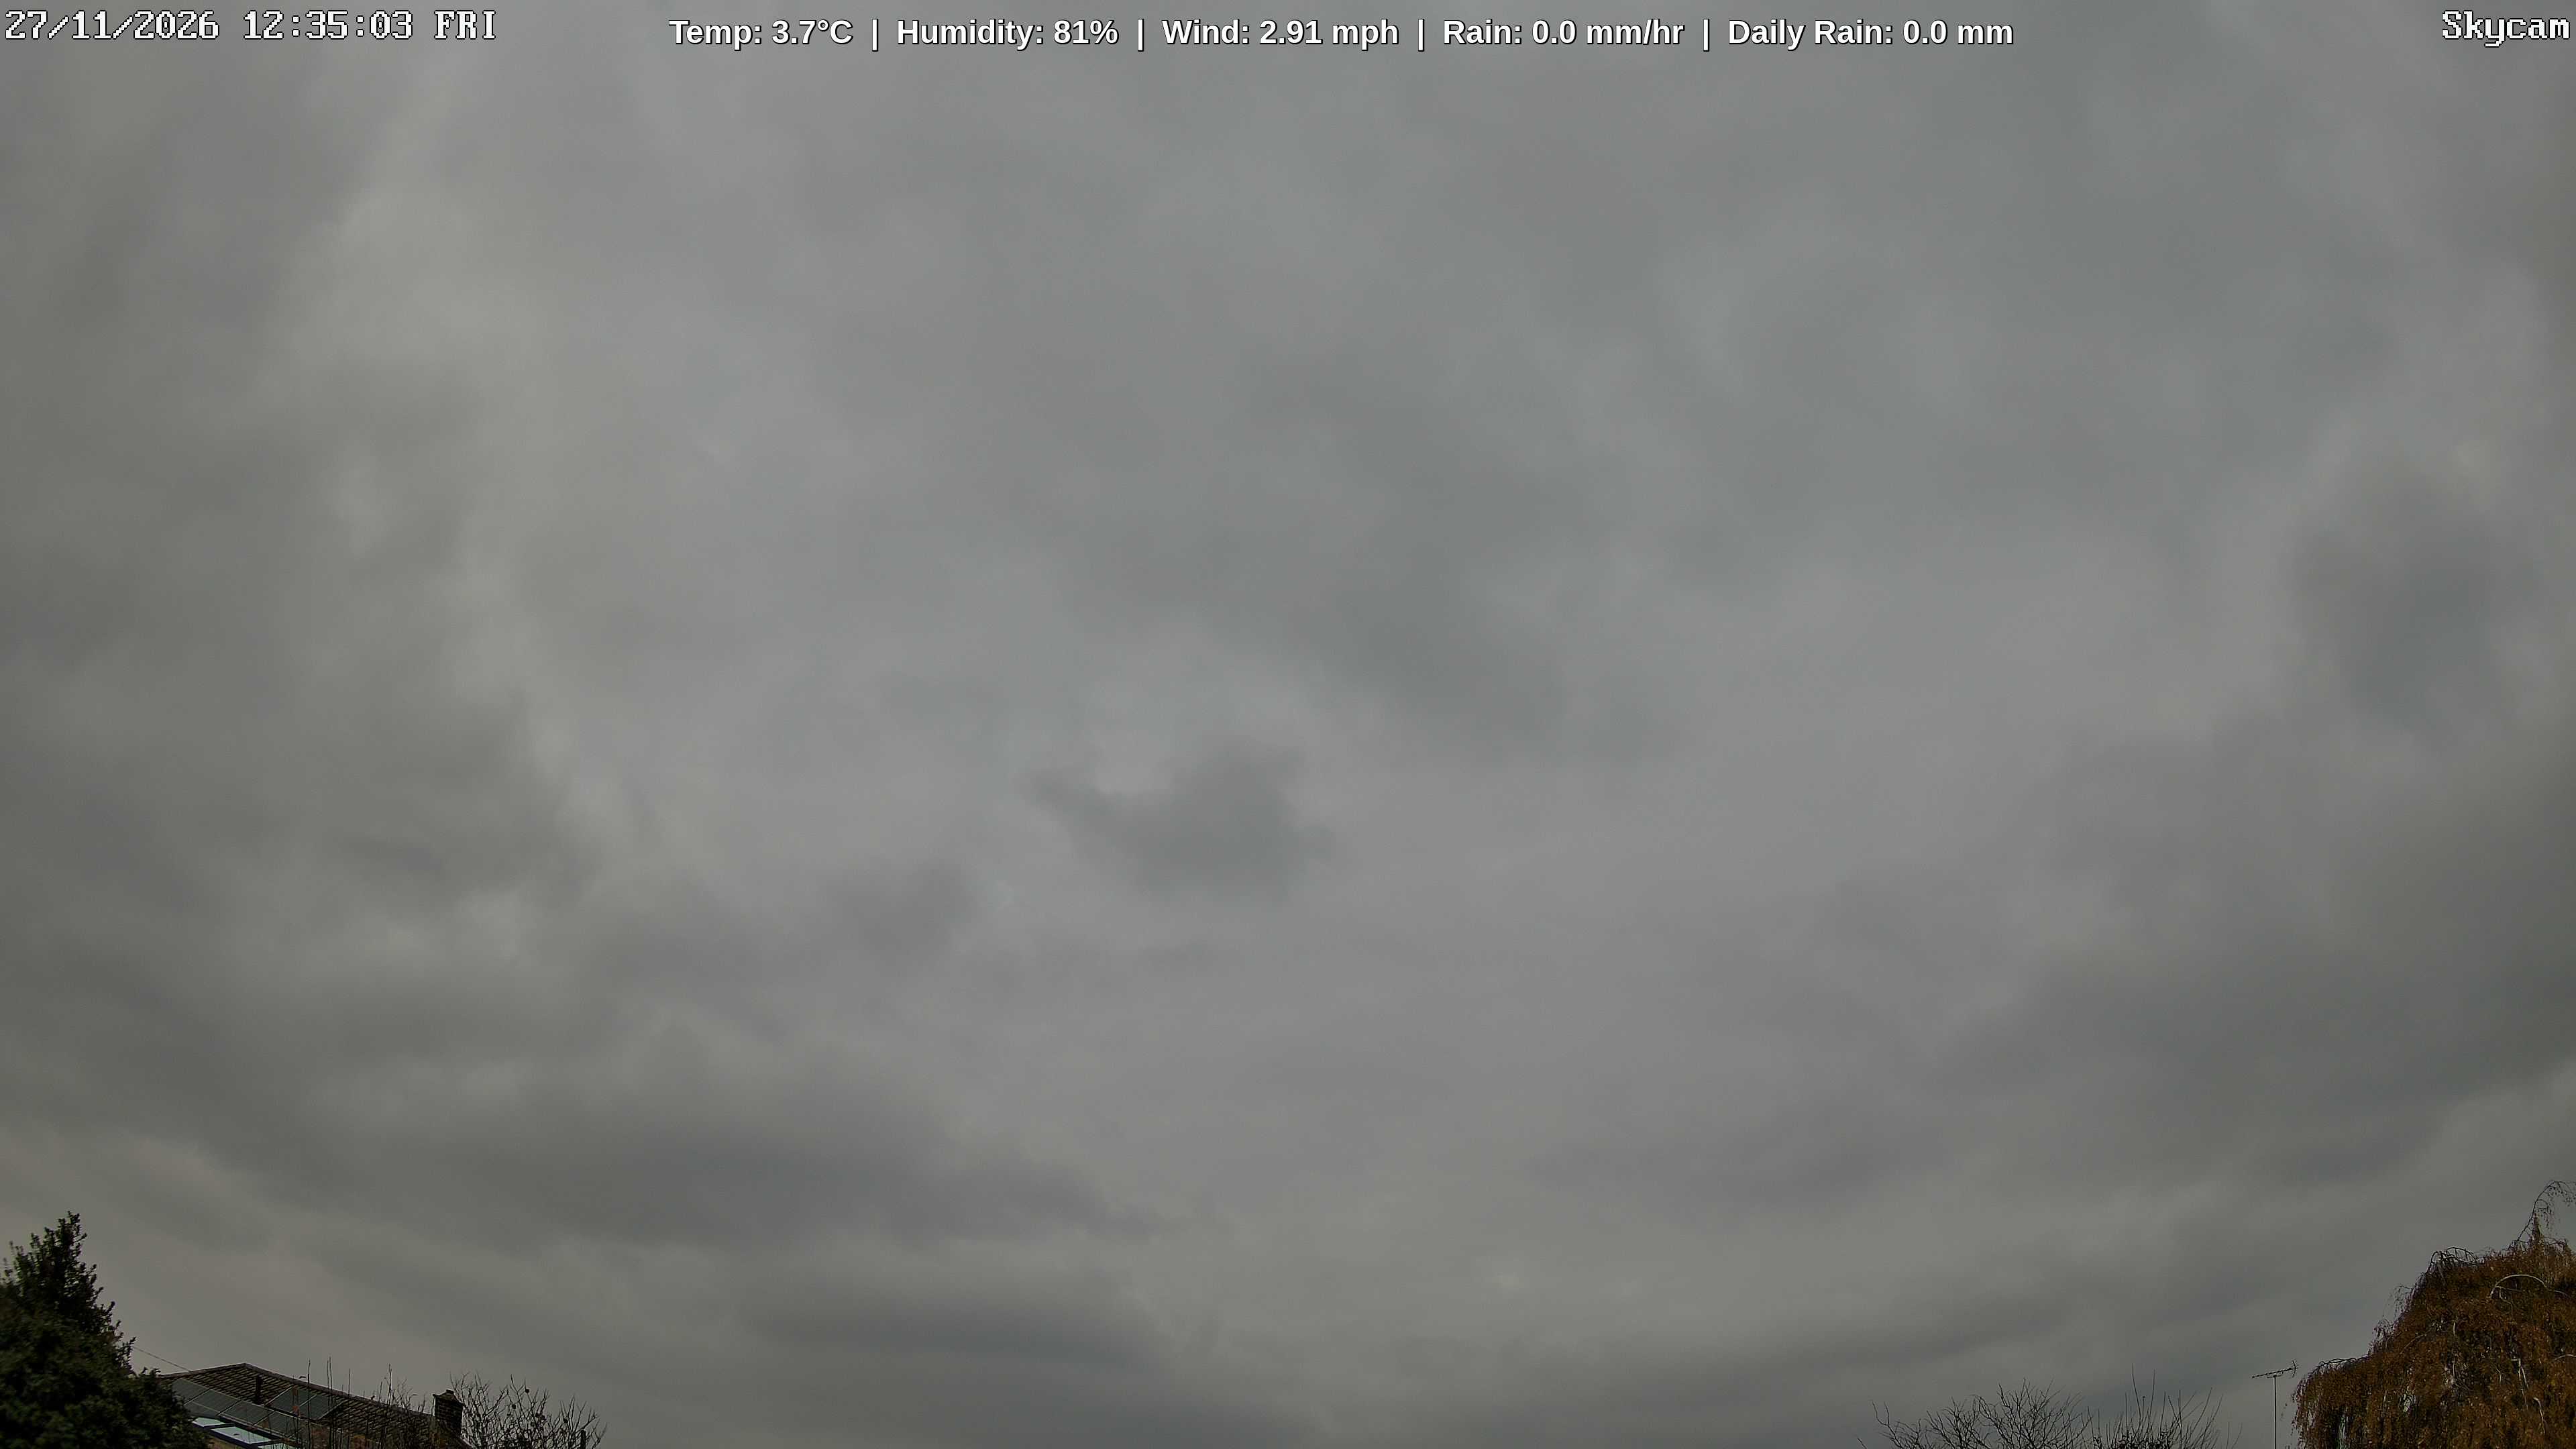 27/11/2026 12:35:03 FRI
Temp: 3.7°C | Humidity: 81% | Wind: 2.91 mph | Rain: 0.0 mm/hr | Daily Rain: 0.0 mm
Skycam